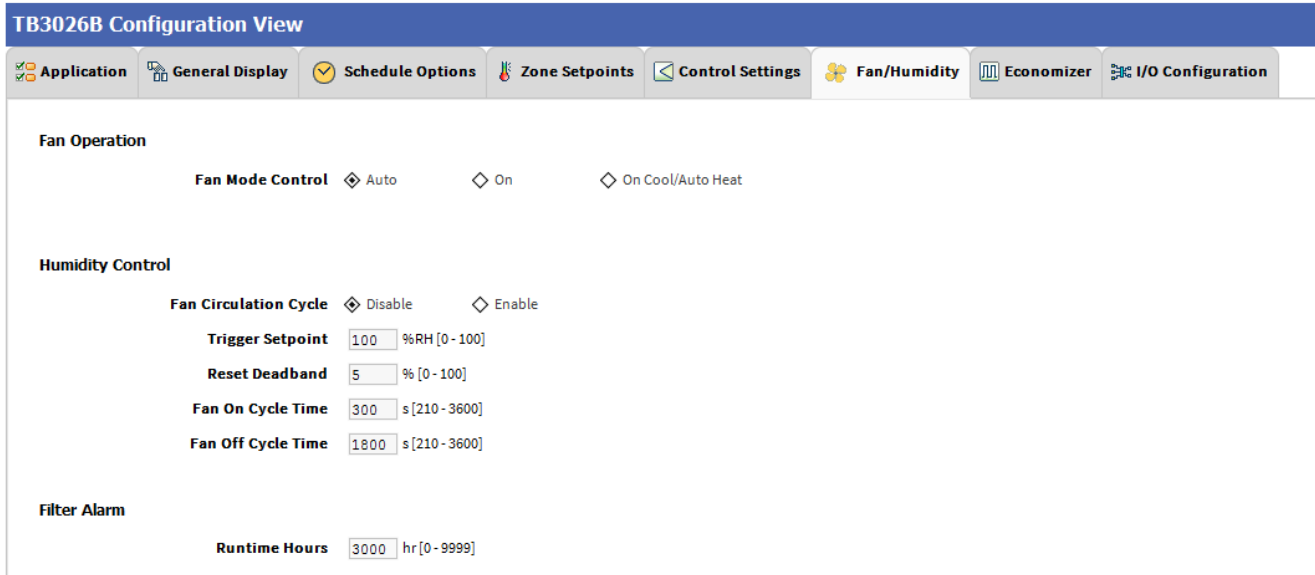 TB3026B Configuration View
Application General Display Schedule Options Zone Setpoints Control Settings Fan/Humidity Economizer I/O Configuration
Fan Operation
Fan Mode Control Auto On On Cool/Auto Heat
Humidity Control
Fan Circulation Cycle Disable Enable
Trigger Setpoint 100 %RH [0 - 100]
Reset Deadband 5 % [0 - 100]
Fan On Cycle Time 300 s [210 - 3600]
Fan Off Cycle Time 1800 s [210 - 3600]
Filter Alarm
Runtime Hours 3000 hr [0 - 9999]